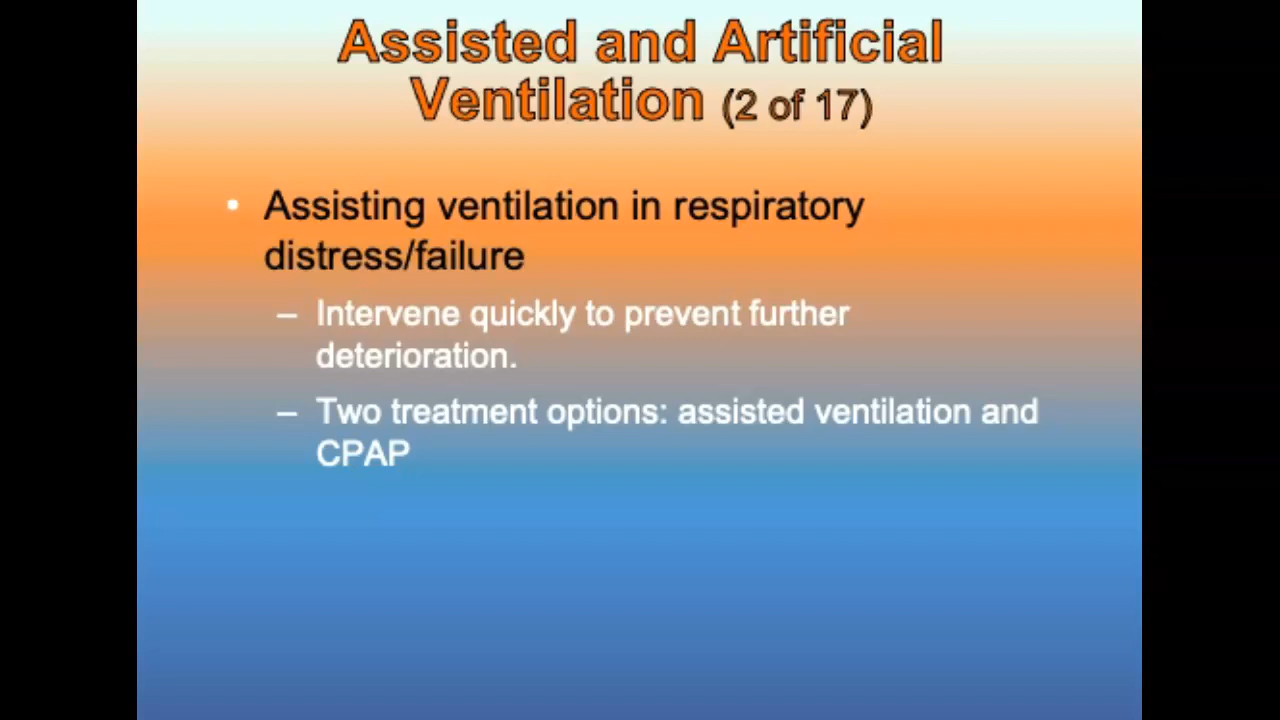 Assisted and Artificial
Ventilation (2 of 17)
• Assisting ventilation in respiratory
distress/failure
– Intervene quickly to prevent further
deterioration.
– Two treatment options: assisted ventilation and
CPAP